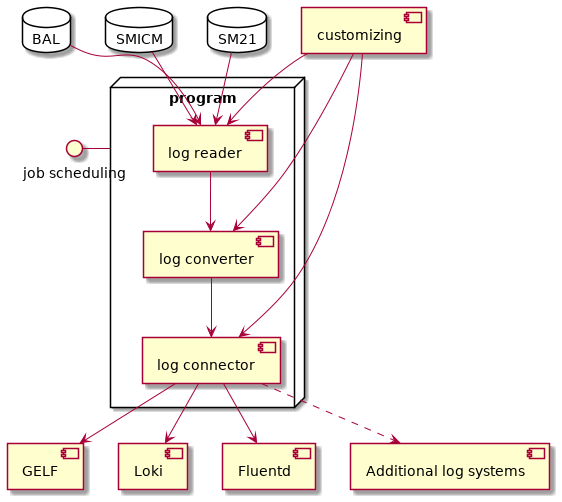 BAL
SMICM
SM21
customizing
program
log reader
job scheduling
log converter
log connector
GELF
Loki
Fluentd
Additional log systems